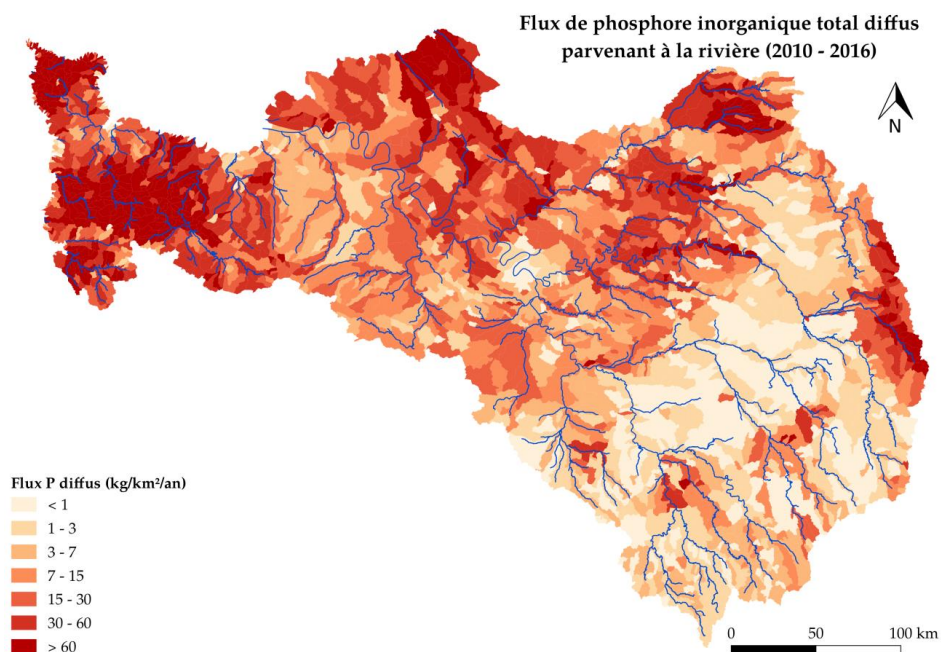 Flux de phosphore inorganique total diffus
parvenant à la rivière (2010 - 2016)
N
Flux P diffus (kg/km²/an)
< 1
1 - 3
3 - 7
7 - 15
15 - 30
30 - 60
> 60
0 50 100 km